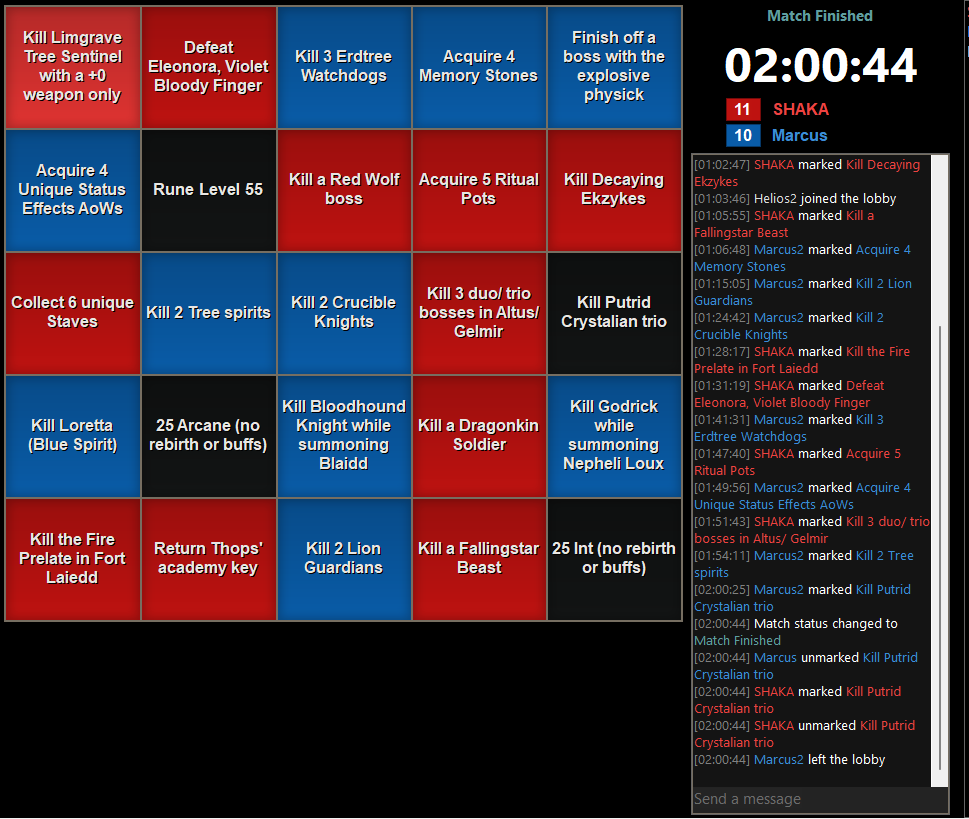 Kill Limgrave
Tree Sentinel
with a +0
weapon only
Defeat
Eleonora, Violet
Bloody Finger
Kill 3 Erdtree
Watchdogs
Acquire 4
Memory Stones
Finish off a
boss with the
explosive
physick
Acquire 4
Unique Status
Effects AoWs
Rune Level 55
Kill a Red Wolf
boss
Acquire 5 Ritual
Pots
Kill Decaying
Ekzykes
Collect 6 unique
Staves
Kill 2 Tree spirits
Kill 2 Crucible
Knights
Kill 3 duo/ trio
bosses in Altus/
Gelmir
Kill Putrid
Crystalian trio
Kill Loretta
(Blue Spirit)
25 Arcane (no
rebirth or buffs)
Kill Bloodhound
Knight while
summoning
Blaidd
Kill a Dragonkin
Soldier
Kill Godrick
while
summoning
Nepheli Loux
Kill the Fire
Prelate in Fort
Laiedd
Return Thops'
academy key
Kill 2 Lion
Guardians
Kill a Fallingstar
Beast
25 Int (no rebirth
or buffs)
Match Finished
02:00:44
11 SHAKA
10 Marcus
[01:02:47] SHAKA marked Kill Decaying
Ekzykes
[01:03:46] Helios2 joined the lobby
[01:05:55] SHAKA marked Kill a
Fallingstar Beast
[01:06:48] Marcus2 marked Acquire 4
Memory Stones
[01:15:05] Marcus2 marked Kill 2 Lion
Guardians
[01:24:42] Marcus2 marked Kill 2
Crucible Knights
[01:28:17] SHAKA marked Kill the Fire
Prelate in Fort Laiedd
[01:31:19] SHAKA marked Defeat
Eleonora, Violet Bloody Finger
[01:41:31] Marcus2 marked Kill 3
Erdtree Watchdogs
[01:47:40] SHAKA marked Acquire 5
Ritual Pots
[01:49:56] Marcus2 marked Acquire 4
Unique Status Effects AoWs
[01:51:43] SHAKA marked Kill 3 duo/ trio
bosses in Altus/ Gelmir
[01:54:11] Marcus2 marked Kill 2 Tree
spirits
[02:00:25] Marcus2 marked Kill Putrid
Crystalian trio
[02:00:44] Match status changed to
Match Finished
[02:00:44] Marcus unmarked Kill Putrid
Crystalian trio
[02:00:44] SHAKA marked Kill Putrid
Crystalian trio
[02:00:44] SHAKA unmarked Kill Putrid
Crystalian trio
[02:00:44] Marcus2 left the lobby
Send a message